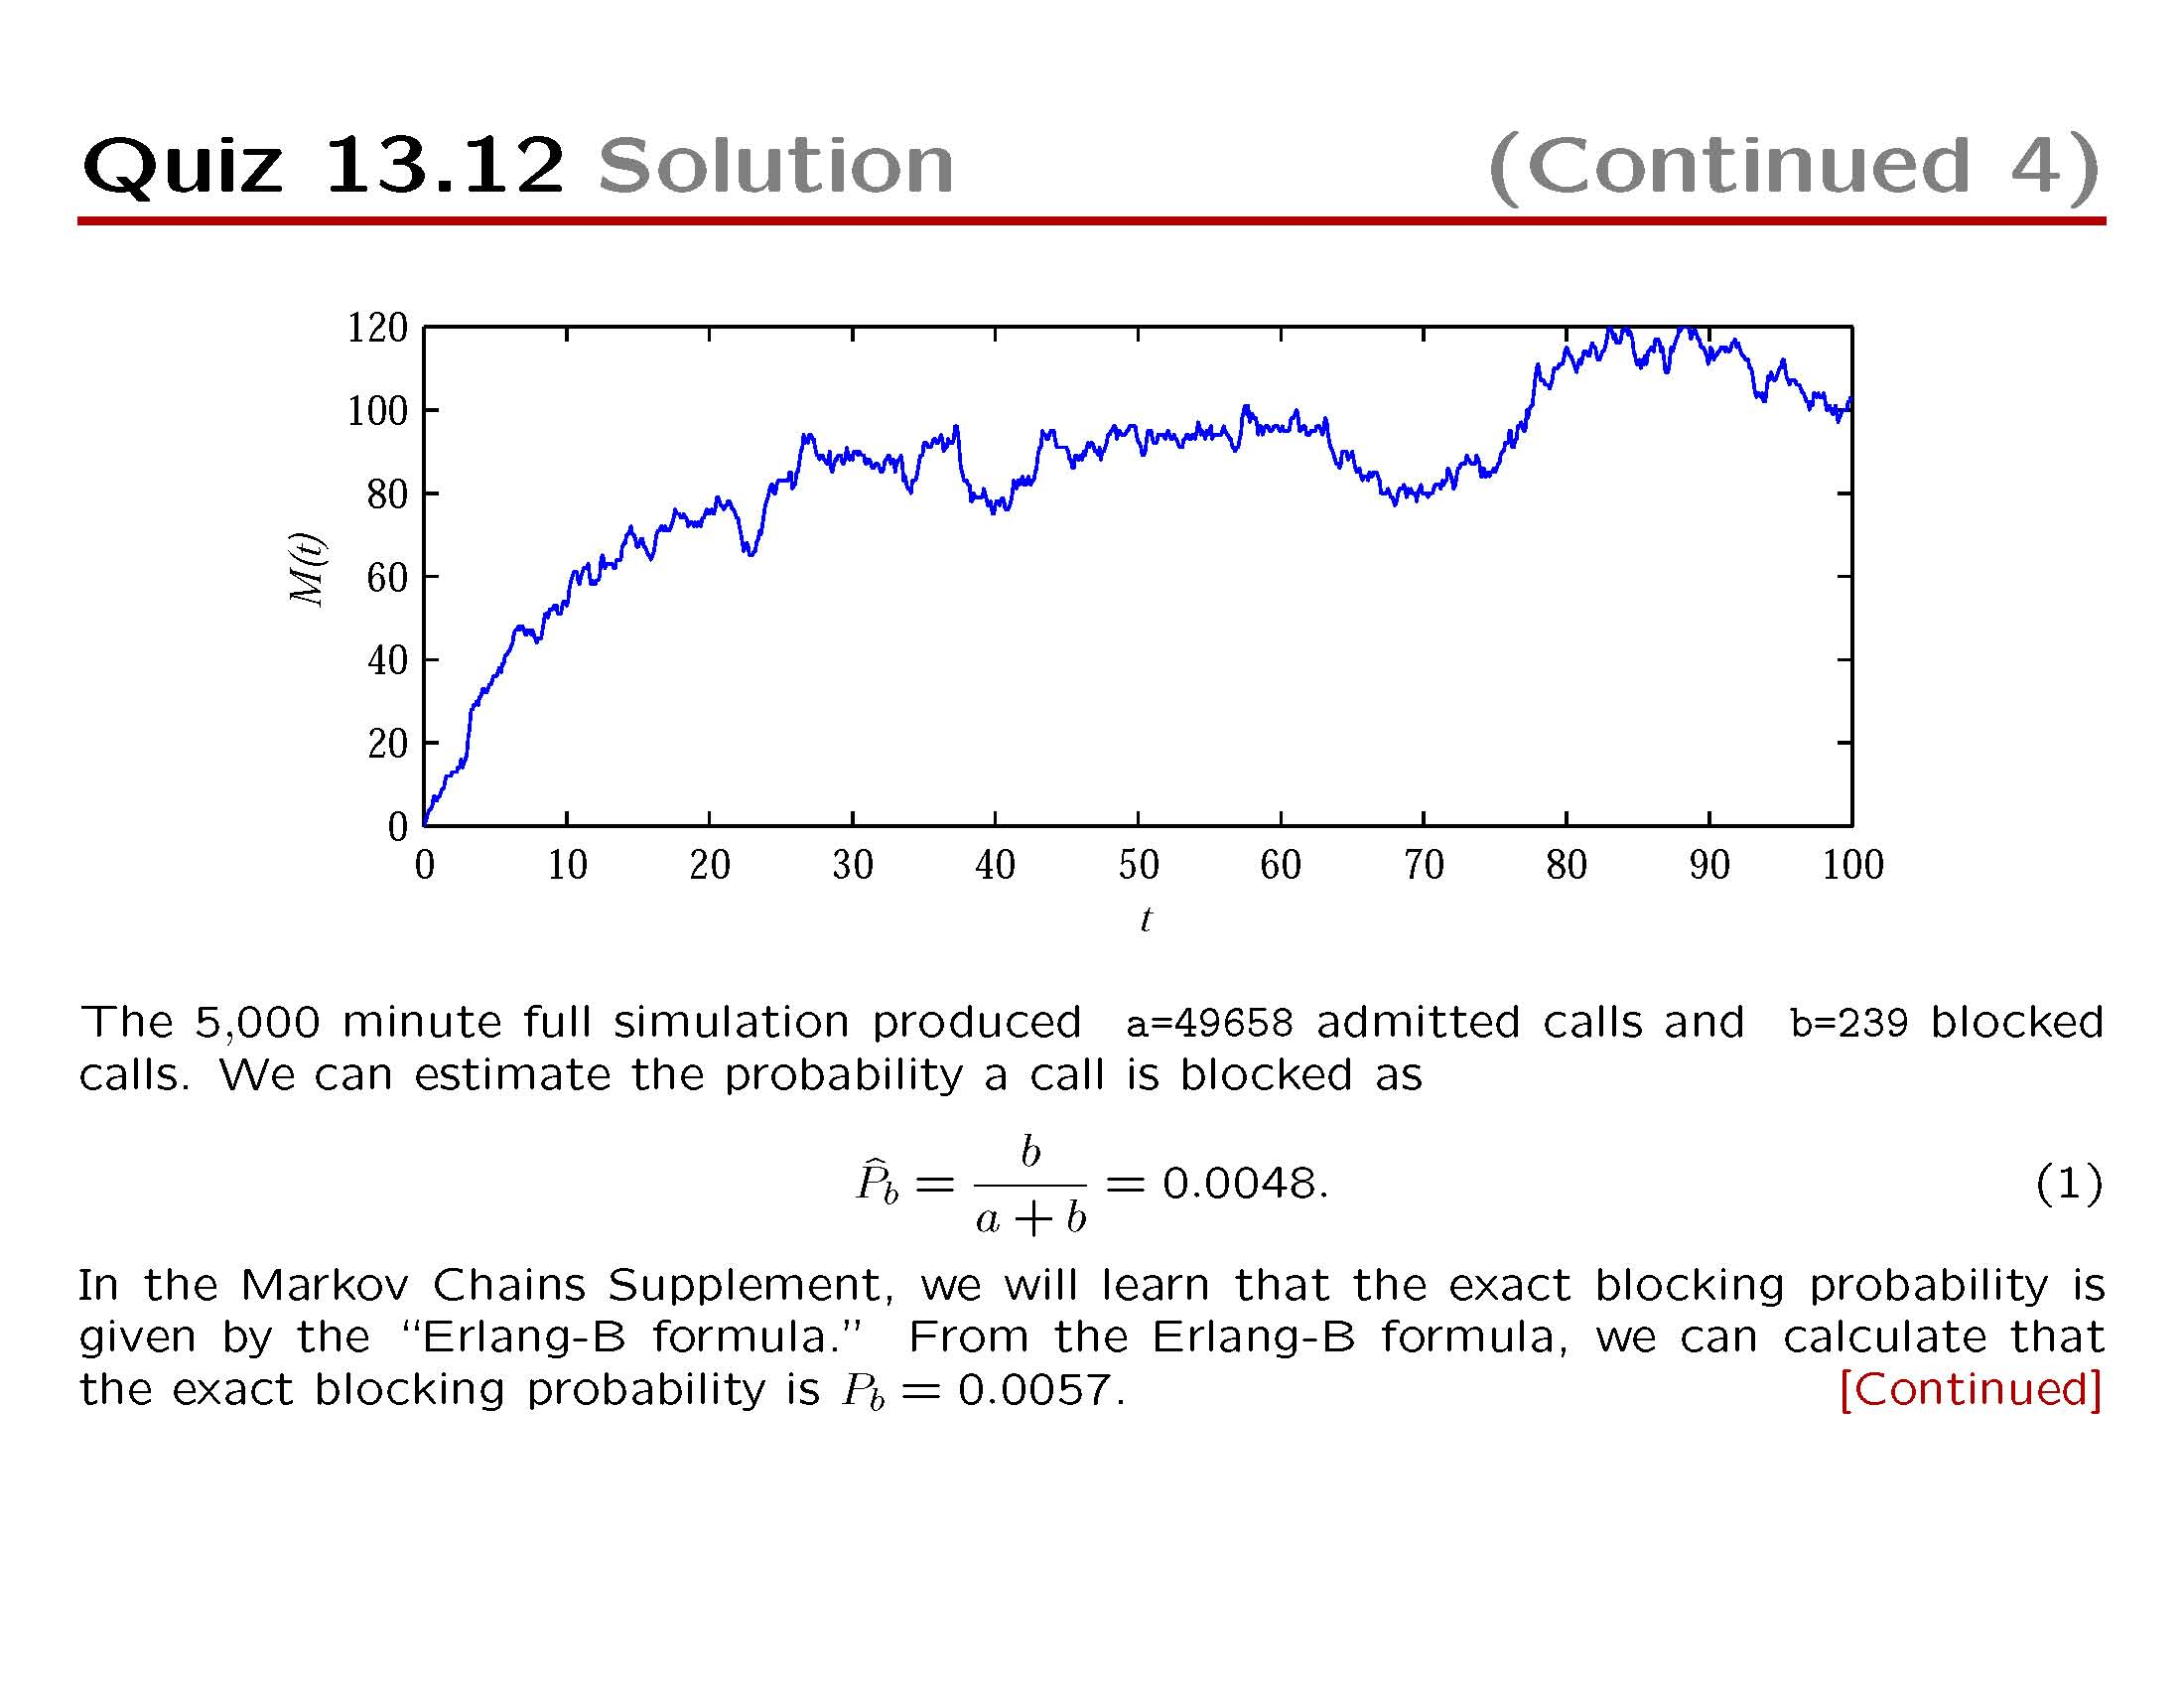 Quiz 13.12 Solution (Continued 4)
120
100
80
60
40
20
0
M(t)
0 10 20 30 40 50 60 70 80 90 100
t
The 5,000 minute full simulation produced a=49658 admitted calls and b=239 blocked
calls. We can estimate the probability a call is blocked as
P̂_b = b / (a + b) = 0.0048. (1)
In the Markov Chains Supplement, we will learn that the exact blocking probability is
given by the “Erlang-B formula.” From the Erlang-B formula, we can calculate that
the exact blocking probability is P_b = 0.0057. [Continued]